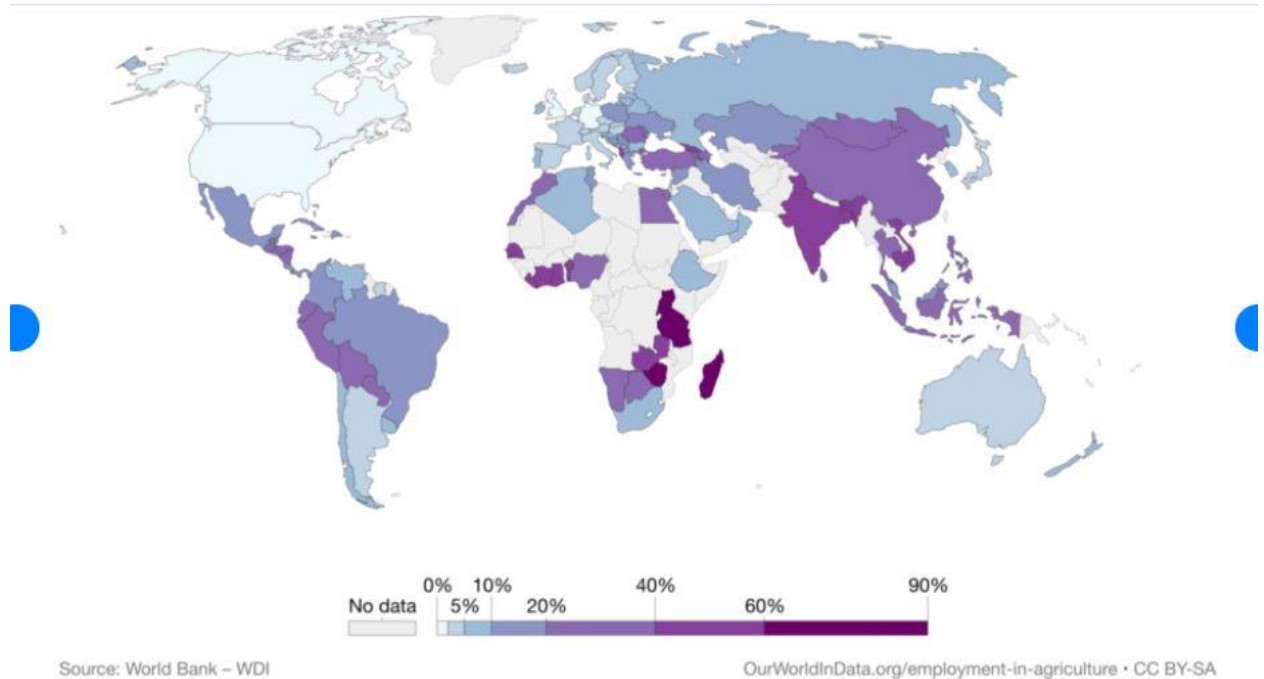 0% 10% 40% 90%
No data 5% 20% 60%
Source: World Bank – WDI
OurWorldInData.org/employment-in-agriculture • CC BY-SA